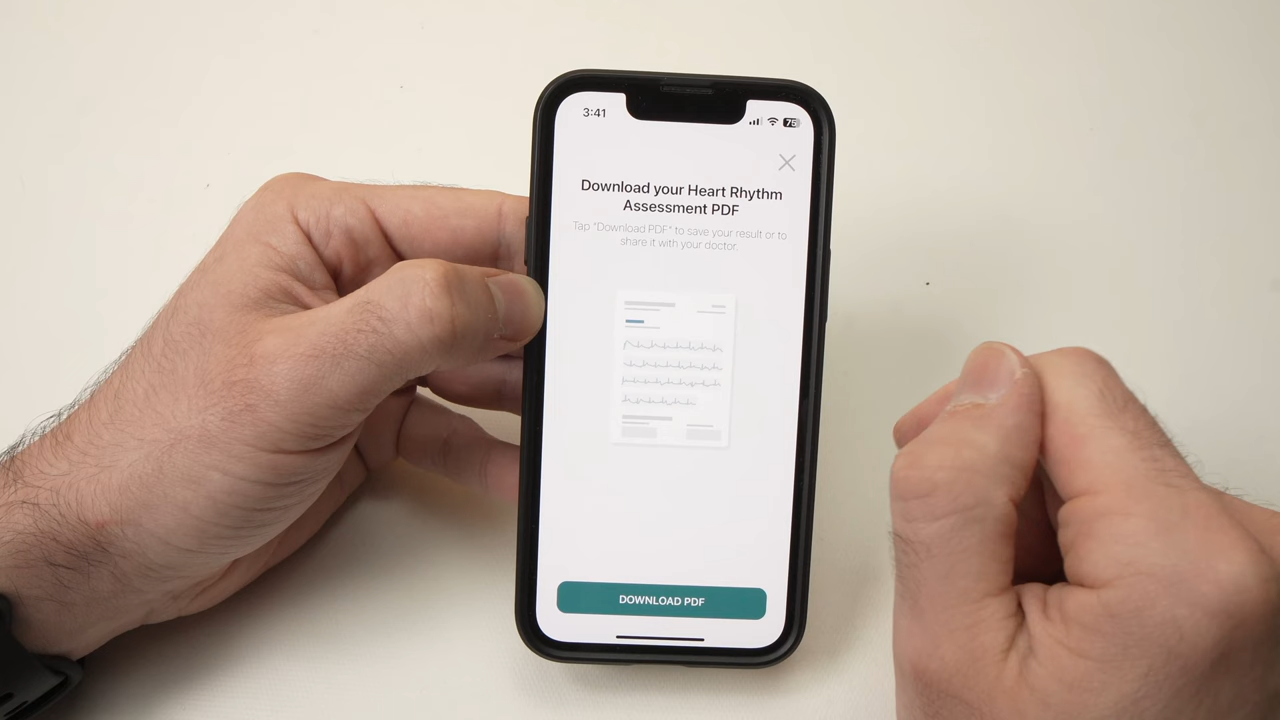 3:41
75
Download your Heart Rhythm
Assessment PDF
Tap "Download PDF" to save your result or to
share it with your doctor.
DOWNLOAD PDF